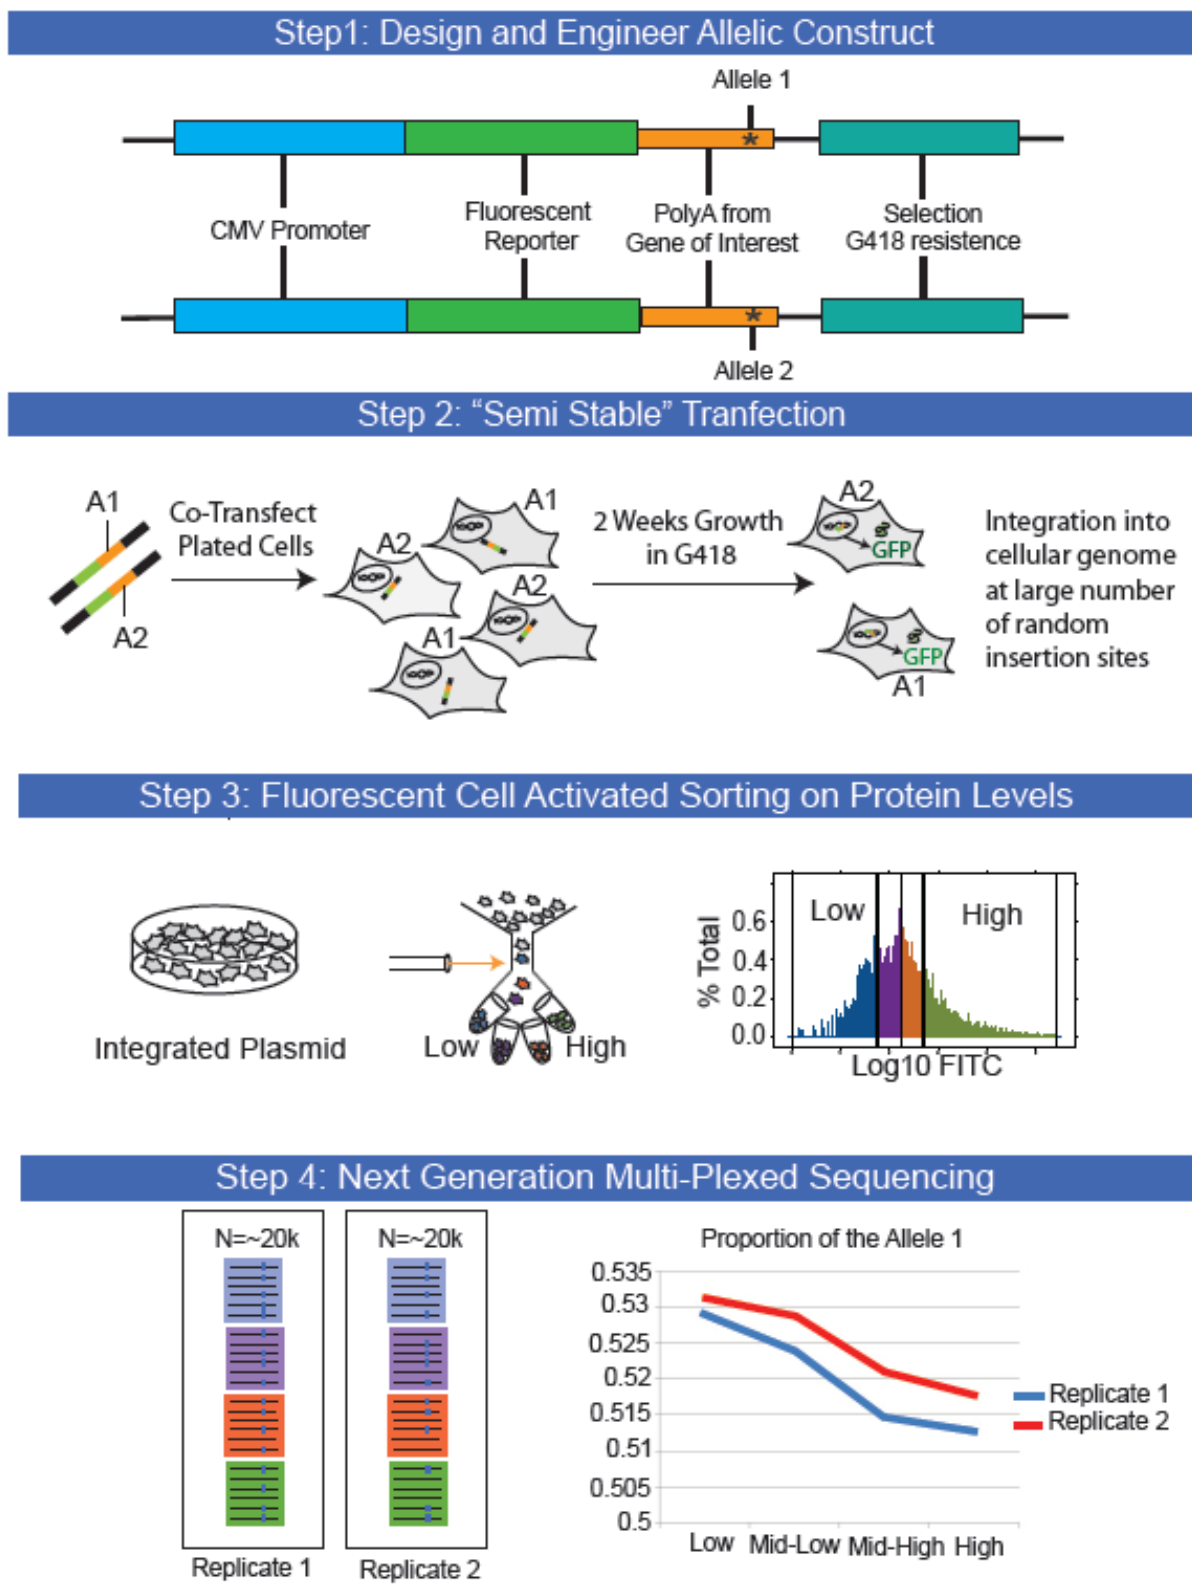 Step1: Design and Engineer Allelic Construct
Allele 1
CMV Promoter
Fluorescent
Reporter
PolyA from
Gene of Interest
Selection
G418 resistence
Allele 2
Step 2: “Semi Stable” Tranfection
A1
A2
Co-Transfect
Plated Cells
A1
A2
A2
A1
2 Weeks Growth
in G418
A2
GFP
GFP
A1
Integration into
cellular genome
at large number
of random
insertion sites
Step 3: Fluorescent Cell Activated Sorting on Protein Levels
Integrated Plasmid
Low
High
% Total
0.6
0.4
0.2
0.0
Low
High
Log10 FITC
Step 4: Next Generation Multi-Plexed Sequencing
N=~20k
N=~20k
Replicate 1
Replicate 2
Proportion of the Allele 1
0.535
0.53
0.525
0.52
0.515
0.51
0.505
0.5
Low Mid-Low Mid-High High
Replicate 1
Replicate 2